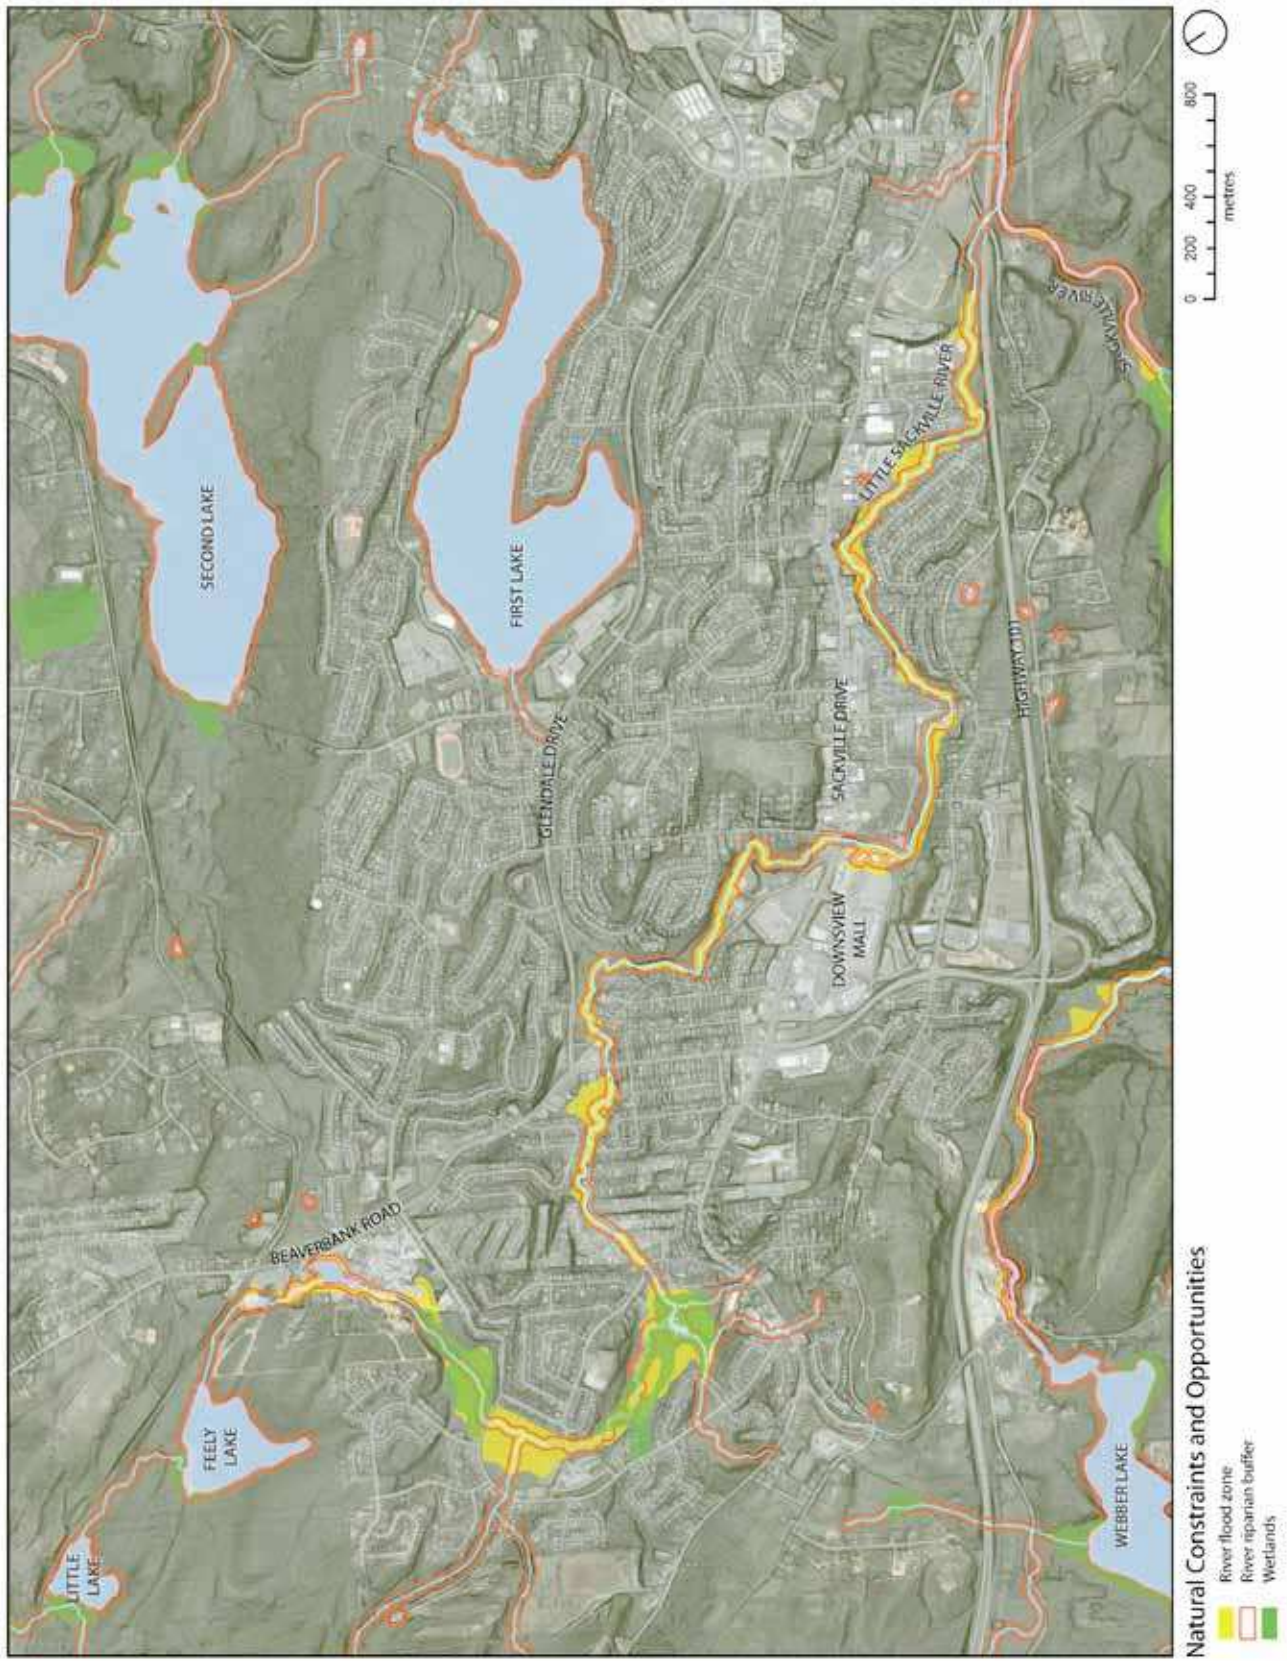 LITTLE
LAKE
FEELY
LAKE
BEAVERBANK ROAD
SECOND LAKE
FIRST LAKE
GLENDALE DRIVE
DOWNSVIEW
MALL
SACKVILLE DRIVE
LITTLE SACKVILLE RIVER
HIGHWAY 101
SACKVILLE RIVER
WEBBER LAKE
Natural Constraints and Opportunities
River flood zone
River riparian buffer
Wetlands
0 200 400 800
metres